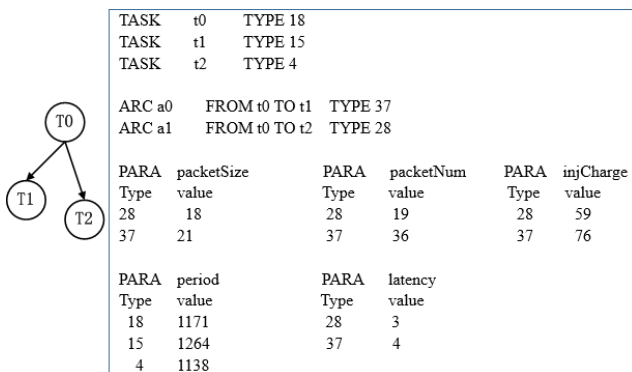 T0
T1
T2
TASK t0 TYPE 18
TASK t1 TYPE 15
TASK t2 TYPE 4
ARC a0 FROM t0 TO t1 TYPE 37
ARC a1 FROM t0 TO t2 TYPE 28
PARA packetSize PARA packetNum PARA injCharge
Type value Type value Type value
28 18 28 19 28 59
37 21 37 36 37 76
PARA period PARA latency
Type value Type value
18 1171 28 3
15 1264 37 4
4 1138